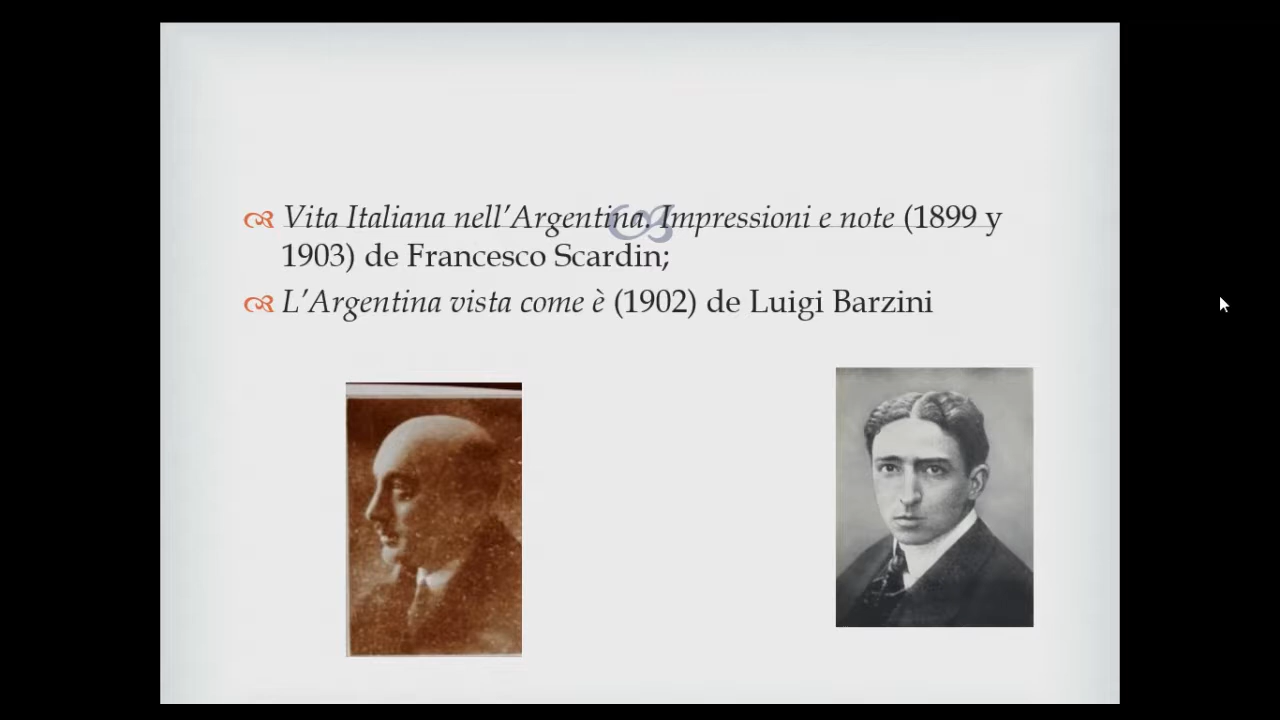 Vita Italiana nell’Argentina. Impressioni e note (1899 y
1903) de Francesco Scardin;
L’Argentina vista come è (1902) de Luigi Barzini